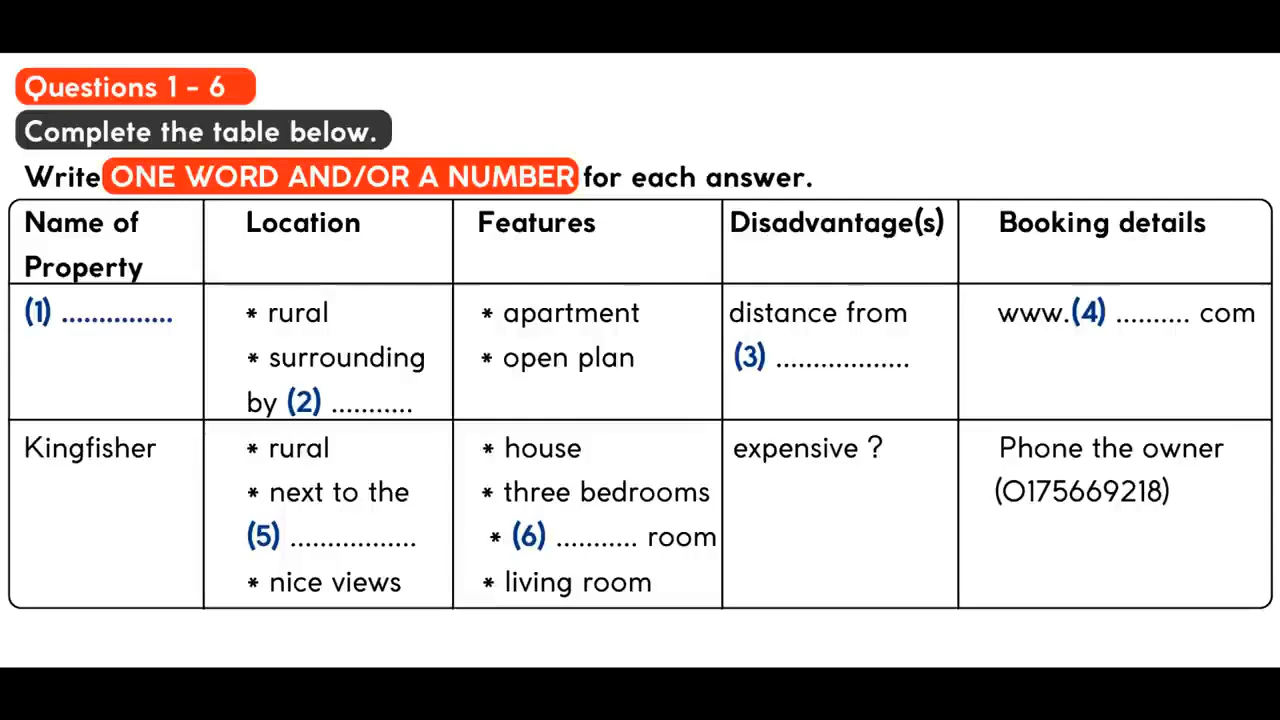 Questions 1 - 6
Complete the table below.
Write ONE WORD AND/OR A NUMBER for each answer.
Name of Property
Location
Features
Disadvantage(s)
Booking details
(1) ...............
* rural
* surrounding
by (2) ...........
* apartment
* open plan
distance from
(3) ..................
www.(4) .......... com
Kingfisher
* rural
* next to the
(5) .................
* nice views
* house
* three bedrooms
* (6) ........... room
* living room
expensive ?
Phone the owner
(0175669218)